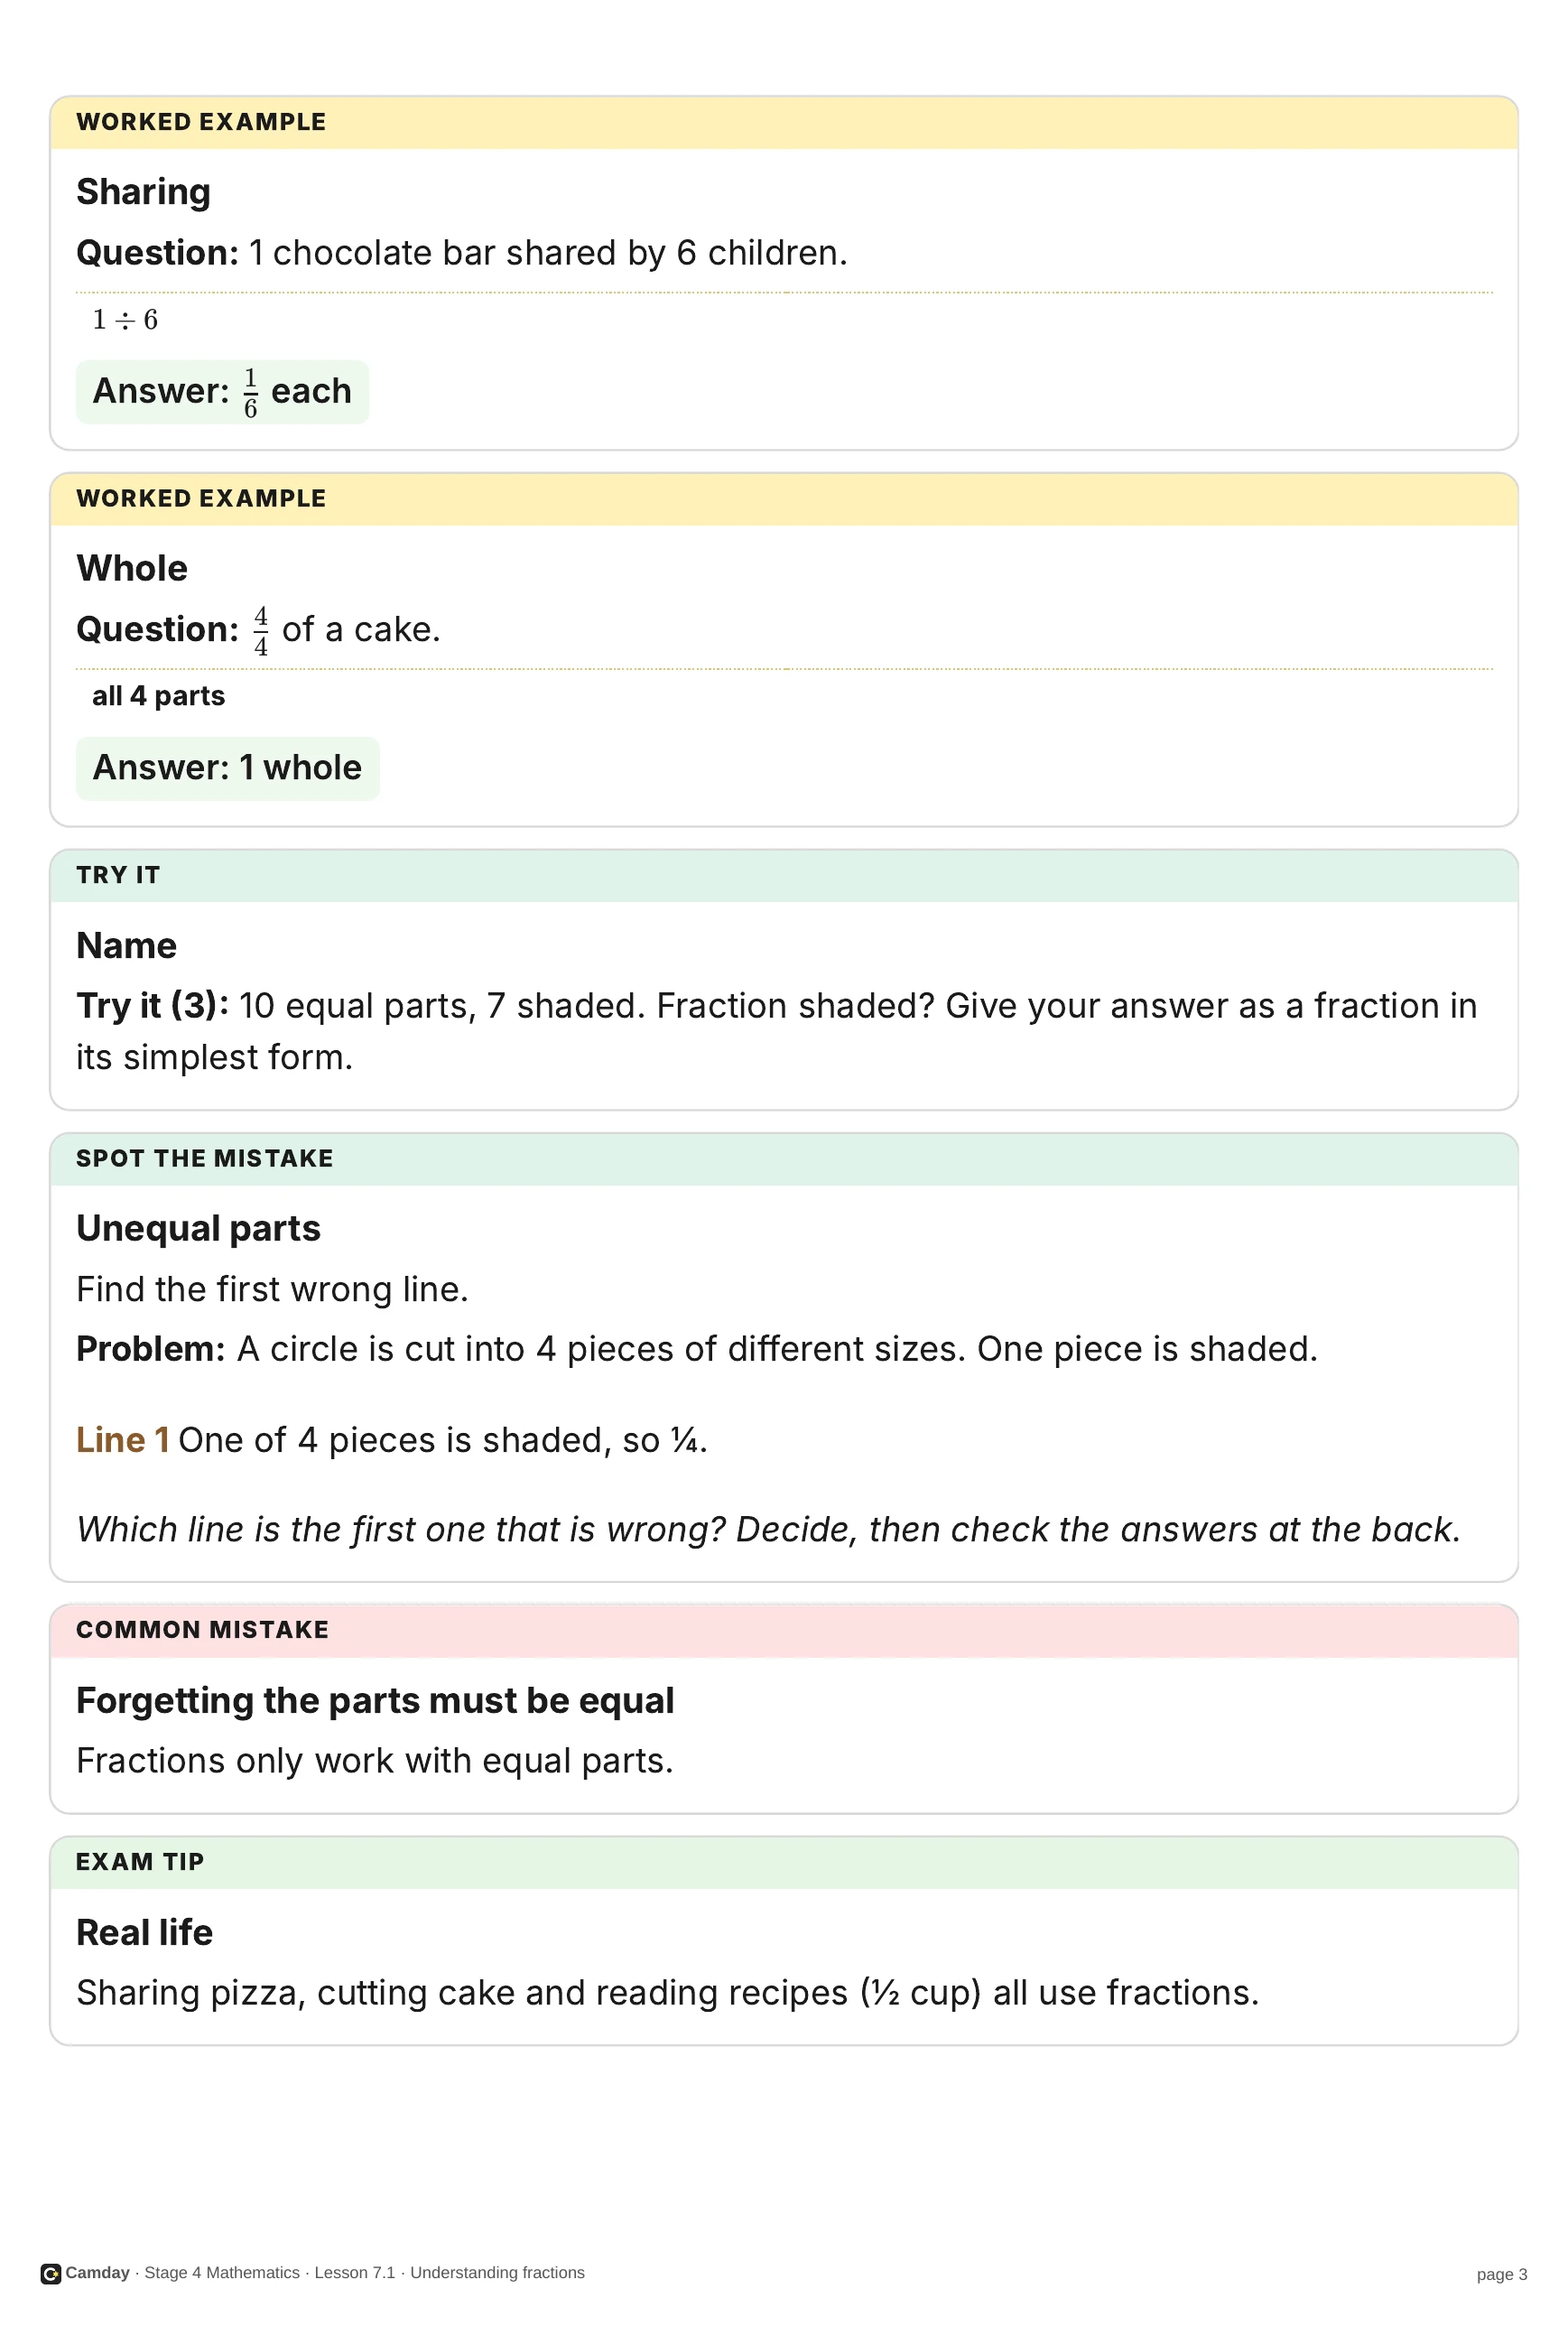 WORKED EXAMPLE
Sharing
Question: 1 chocolate bar shared by 6 children.
1 ÷ 6
Answer: 1/6 each
WORKED EXAMPLE
Whole
Question: 4/4 of a cake.
all 4 parts
Answer: 1 whole
TRY IT
Name
Try it (3): 10 equal parts, 7 shaded. Fraction shaded? Give your answer as a fraction in
its simplest form.
SPOT THE MISTAKE
Unequal parts
Find the first wrong line.
Problem: A circle is cut into 4 pieces of different sizes. One piece is shaded.
Line 1 One of 4 pieces is shaded, so ¼.
Which line is the first one that is wrong? Decide, then check the answers at the back.
COMMON MISTAKE
Forgetting the parts must be equal
Fractions only work with equal parts.
EXAM TIP
Real life
Sharing pizza, cutting cake and reading recipes (½ cup) all use fractions.
Camday · Stage 4 Mathematics · Lesson 7.1 · Understanding fractions
page 3